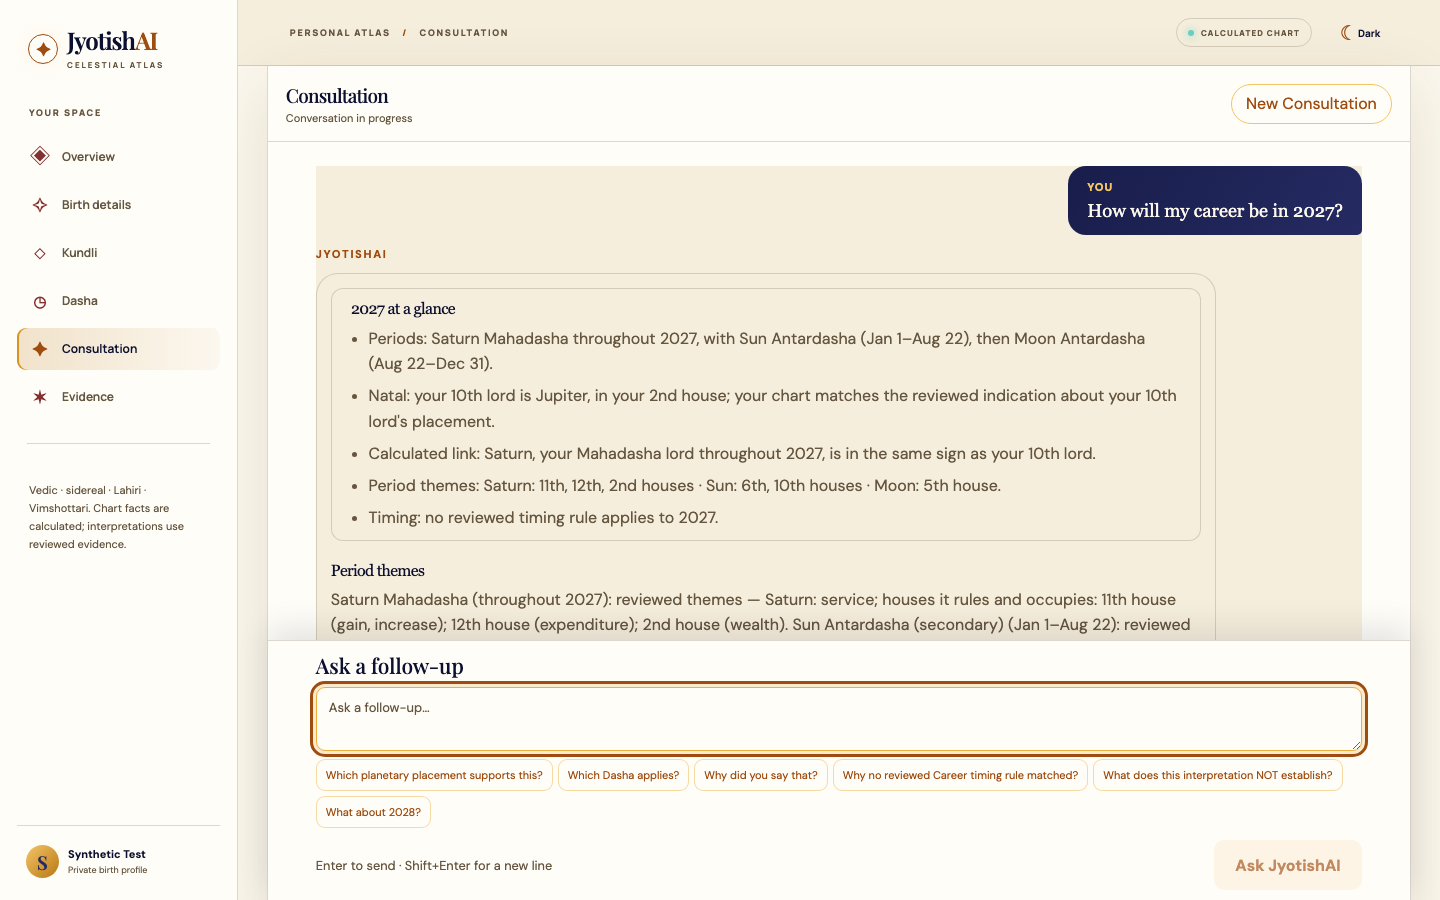 JyotishAI
CELESTIAL ATLAS
YOUR SPACE
Overview
Birth details
Kundli
Dasha
Consultation
Evidence
Vedic · sidereal · Lahiri ·
Vimshottari. Chart facts are
calculated; interpretations use
reviewed evidence.
S
Synthetic Test
Private birth profile
PERSONAL ATLAS / CONSULTATION
CALCULATED CHART
Dark
Consultation
Conversation in progress
New Consultation
YOU
How will my career be in 2027?
JYOTISHAI
2027 at a glance
• Periods: Saturn Mahadasha throughout 2027, with Sun Antardasha (Jan 1–Aug 22), then Moon Antardasha
(Aug 22–Dec 31).
• Natal: your 10th lord is Jupiter, in your 2nd house; your chart matches the reviewed indication about your 10th
lord's placement.
• Calculated link: Saturn, your Mahadasha lord throughout 2027, is in the same sign as your 10th lord.
• Period themes: Saturn: 11th, 12th, 2nd houses · Sun: 6th, 10th houses · Moon: 5th house.
• Timing: no reviewed timing rule applies to 2027.
Period themes
Saturn Mahadasha (throughout 2027): reviewed themes — Saturn: service; houses it rules and occupies: 11th house
(gain, increase); 12th house (expenditure); 2nd house (wealth). Sun Antardasha (secondary) (Jan 1–Aug 22): reviewed
Ask a follow-up
Ask a follow-up…
Which planetary placement supports this?
Which Dasha applies?
Why did you say that?
Why no reviewed Career timing rule matched?
What does this interpretation NOT establish?
What about 2028?
Enter to send · Shift+Enter for a new line
Ask JyotishAI